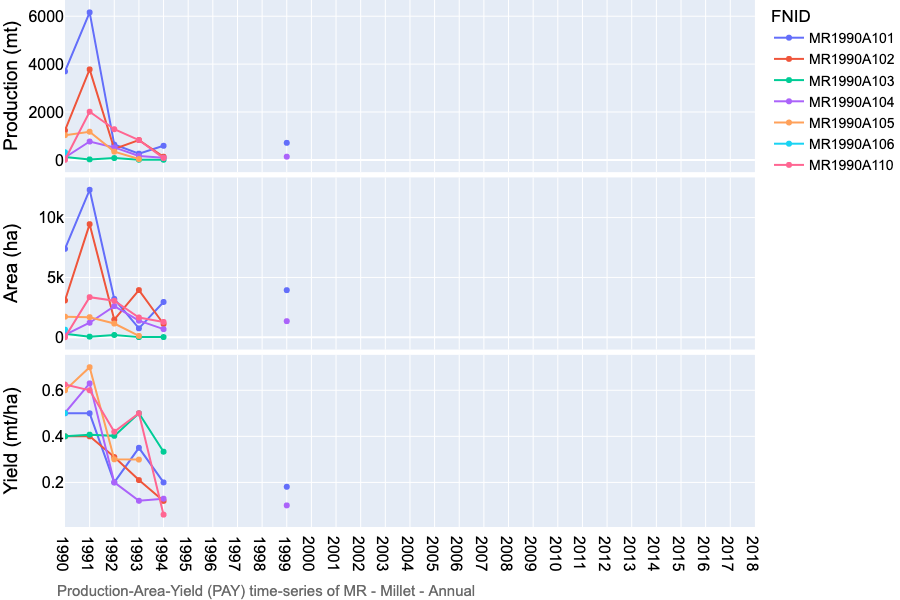 FNID
MR1990A101
MR1990A102
MR1990A103
MR1990A104
MR1990A105
MR1990A106
MR1990A110
Production (mt)
6000
4000
2000
0
Area (ha)
10k
5k
0
Yield (mt/ha)
0.6
0.4
0.2
1990 1991 1992 1993 1994 1995 1996 1997 1998 1999 2000 2001 2002 2003 2004 2005 2006 2007 2008 2009 2010 2011 2012 2013 2014 2015 2016 2017 2018
Production-Area-Yield (PAY) time-series of MR - Millet - Annual